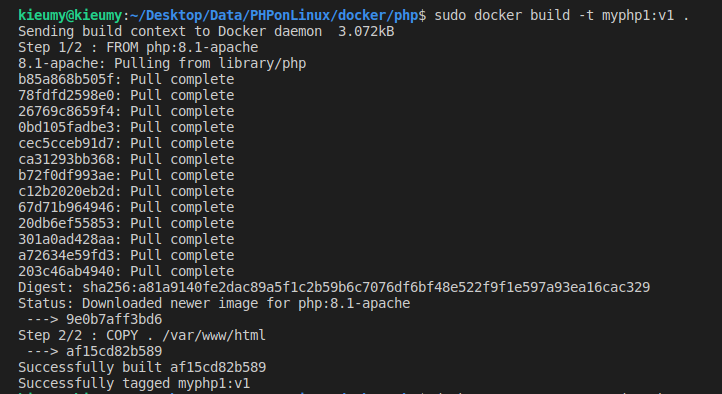 kieumy@kieumy:~/Desktop/Data/PHPonLinux/docker/php$ sudo docker build -t myphp1:v1 .
Sending build context to Docker daemon  3.072kB
Step 1/2 : FROM php:8.1-apache
8.1-apache: Pulling from library/php
b85a868b505f: Pull complete
78fdfd2598e0: Pull complete
26769c8659f4: Pull complete
0bd105fadbe3: Pull complete
cec5cceb91d7: Pull complete
ca31293bb368: Pull complete
b72f0df993ae: Pull complete
c12b2020eb2d: Pull complete
67d71b964946: Pull complete
20db6ef55853: Pull complete
301a0ad428aa: Pull complete
a72634e59fd3: Pull complete
203c46ab4940: Pull complete
Digest: sha256:a81a9140fe2dac89a5f1c2b59b6c7076df6bf48e522f9f1e597a93ea16cac329
Status: Downloaded newer image for php:8.1-apache
 ---> 9e0b7aff3bd6
Step 2/2 : COPY . /var/www/html
 ---> af15cd82b589
Successfully built af15cd82b589
Successfully tagged myphp1:v1